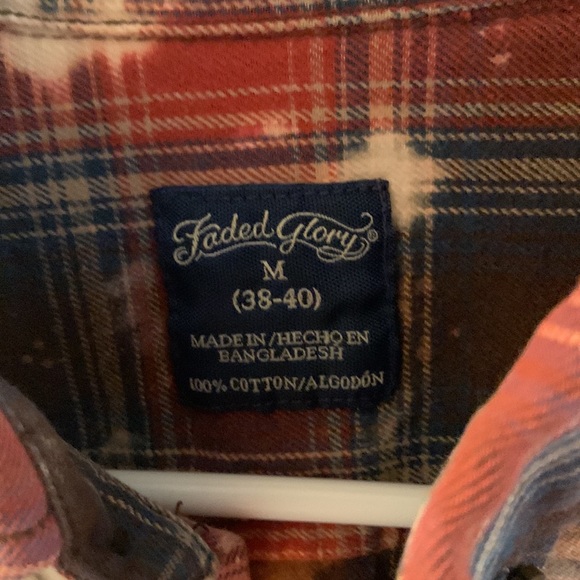 Faded Glory®
M
(38-40)
MADE IN/HECHO EN
BANGLADESH
100% COTTON/ALGODÓN